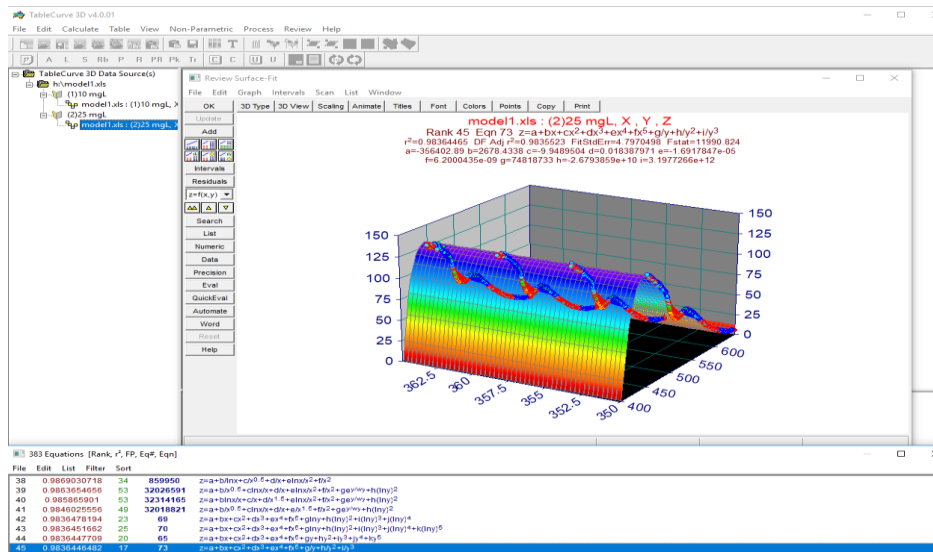 TableCurve 3D v4.0.01
File Edit Calculate Table View Non-Parametric Process Review Help
A L S Rb P R PR Pk Tr C C U U
TableCurve 3D Data Source(s)
h:\model1.xls
(1)10 mgL
model1.xls : (1)10 mgL, X
(2)25 mgL
model1.xls : (2)25 mgL, X
Review Surface-Fit
File Edit Graph Intervals Scan List Window
OK 3D Type 3D View Scaling Animate Titles Font Colors Points Copy Print
Update
Add
Intervals
Residuals
z=f(x,y)
Search
List
Numeric
Data
Precision
Eval
QuickEval
Automate
Word
Reset
Help
model1.xls : (2)25 mgL, X , Y , Z
Rank 45 Eqn 73 z=a+bx+cx²+dx³+ex⁴+fx⁵+g/y+h/y²+i/y³
r²=0.98364465 DF Adj r²=0.9835523 FitStdErr=4.7970498 Fstat=11990.824
a=-356402.89 b=2678.4338 c=-9.9489504 d=0.018387971 e=-1.6917847e-05
f=6.2000435e-09 g=74818733 h=-2.6793859e+10 i=3.1977266e+12
150 125 100 75 50 25 0
150 125 100 75 50 25 0
362.5 360 357.5 355 352.5 350
400 450 500 550 600
383 Equations [Rank, r², FP, Eq#, Eqn]
File Edit List Filter Sort
38 0.9869030718 34 859950 z=a+b/lnx+c/x⁰·⁵+d/x+elnx/x²+f/x²
39 0.9863654656 53 32026591 z=a+b/x⁰·⁵+clnx/x+d/x+elnx/x²+f/x²+ge^(y/wy)+h(lny)²
40 0.985865901 53 32314165 z=a+blnx/x+c/x+d/x¹·⁵+elnx/x²+f/x²+ge^(y/wy)+h(lny)²
41 0.9846025556 49 32018821 z=a+b/x⁰·⁵+clnx/x+d/x+e/x¹·⁵+f/x²+ge^(y/wy)+h(lny)²
42 0.9836478194 23 69 z=a+bx+cx²+dx³+ex⁴+fx⁵+glny+h(lny)²+i(lny)³+j(lny)⁴
43 0.9836451662 25 70 z=a+bx+cx²+dx³+ex⁴+fx⁵+glny+h(lny)²+i(lny)³+j(lny)⁴+k(lny)⁵
44 0.9836447709 20 65 z=a+bx+cx²+dx³+ex⁴+fx⁵+gy+hy²+iy³+jy⁴+ky⁵
45 0.9836446482 17 73 z=a+bx+cx²+dx³+ex⁴+fx⁵+g/y+h/y²+i/y³